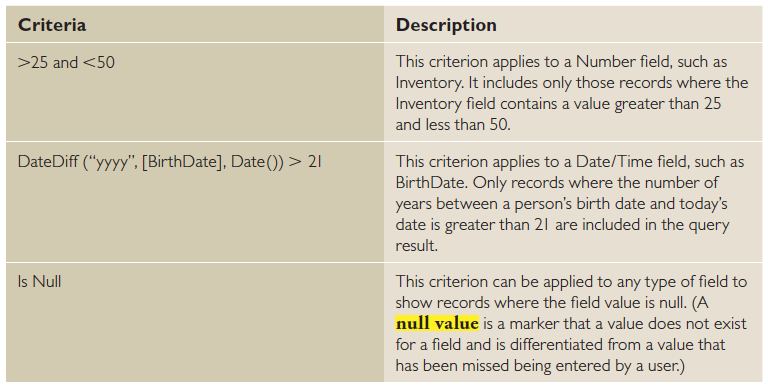 Criteria
Description
>25 and <50
This criterion applies to a Number field, such as
Inventory. It includes only those records where the
Inventory field contains a value greater than 25
and less than 50.
DateDiff (“yyyy”, [BirthDate], Date()) > 21
This criterion applies to a Date/Time field, such as
BirthDate. Only records where the number of
years between a person’s birth date and today’s
date is greater than 21 are included in the query
result.
Is Null
This criterion can be applied to any type of field to
show records where the field value is null. (A
null value is a marker that a value does not exist
for a field and is differentiated from a value that
has been missed being entered by a user.)